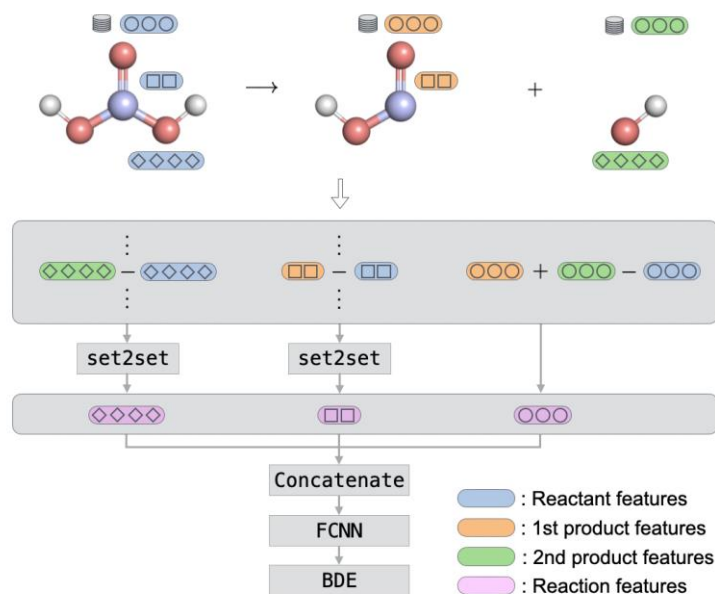 set2set
set2set
Concatenate
FCNN
BDE
: Reactant features
: 1st product features
: 2nd product features
: Reaction features